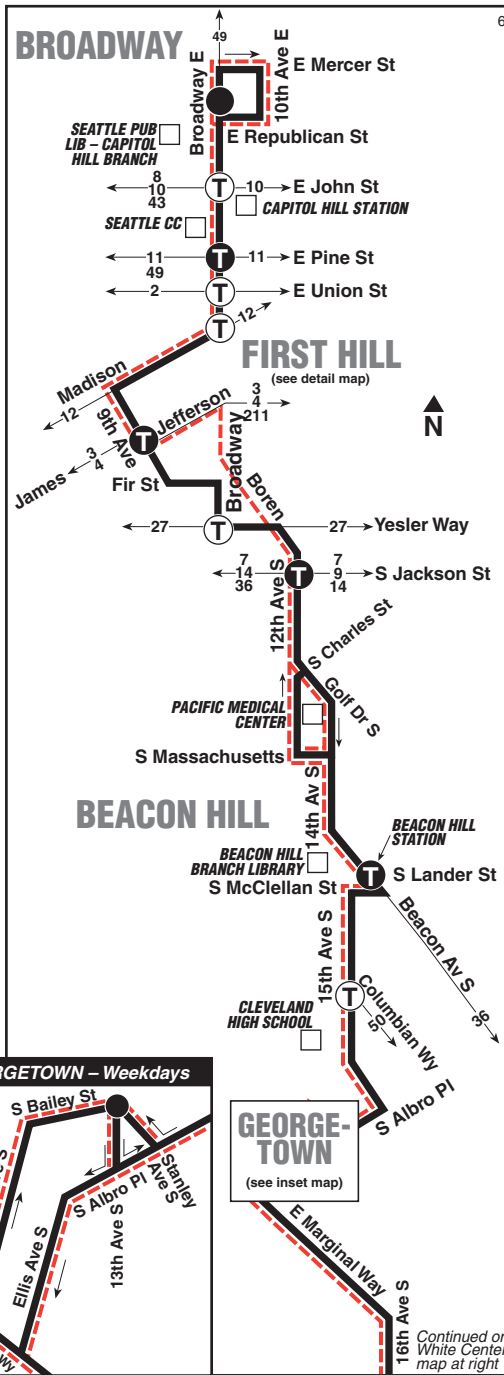 BROADWAY
6
49
E Mercer St
10th Ave E
Broadway E
E Republican St
SEATTLE PUB
LIB – CAPITOL
HILL BRANCH
8
10
43
T
10
E John St
CAPITOL HILL STATION
SEATTLE CC
11
49
T
11
E Pine St
2
T
E Union St
T
12
FIRST HILL
(see detail map)
Madison
12
9th Ave
T
Jefferson
3
4
211
N
James
3
4
Fir St
Broadway
Boren
27
T
27
Yesler Way
7
14
36
T
7
9
14
S Jackson St
12th Ave S
S Charles St
Golf Dr S
PACIFIC MEDICAL
CENTER
S Massachusetts
14th Av S
BEACON HILL
BEACON HILL
STATION
BEACON HILL
BRANCH LIBRARY
T
S Lander St
S McClellan St
Beacon Av S
36
15th Ave S
T
Columbian Wy
50
CLEVELAND
HIGH SCHOOL
S Albro Pl
GEORGE-
TOWN
(see inset map)
E Marginal Way
16th Ave S
Continued on
White Center
map at right
RGETOWN – Weekdays
S Bailey St
Stanley
Ave S
S Albro Pl
13th Ave S
Ellis Ave S
e S
Wy